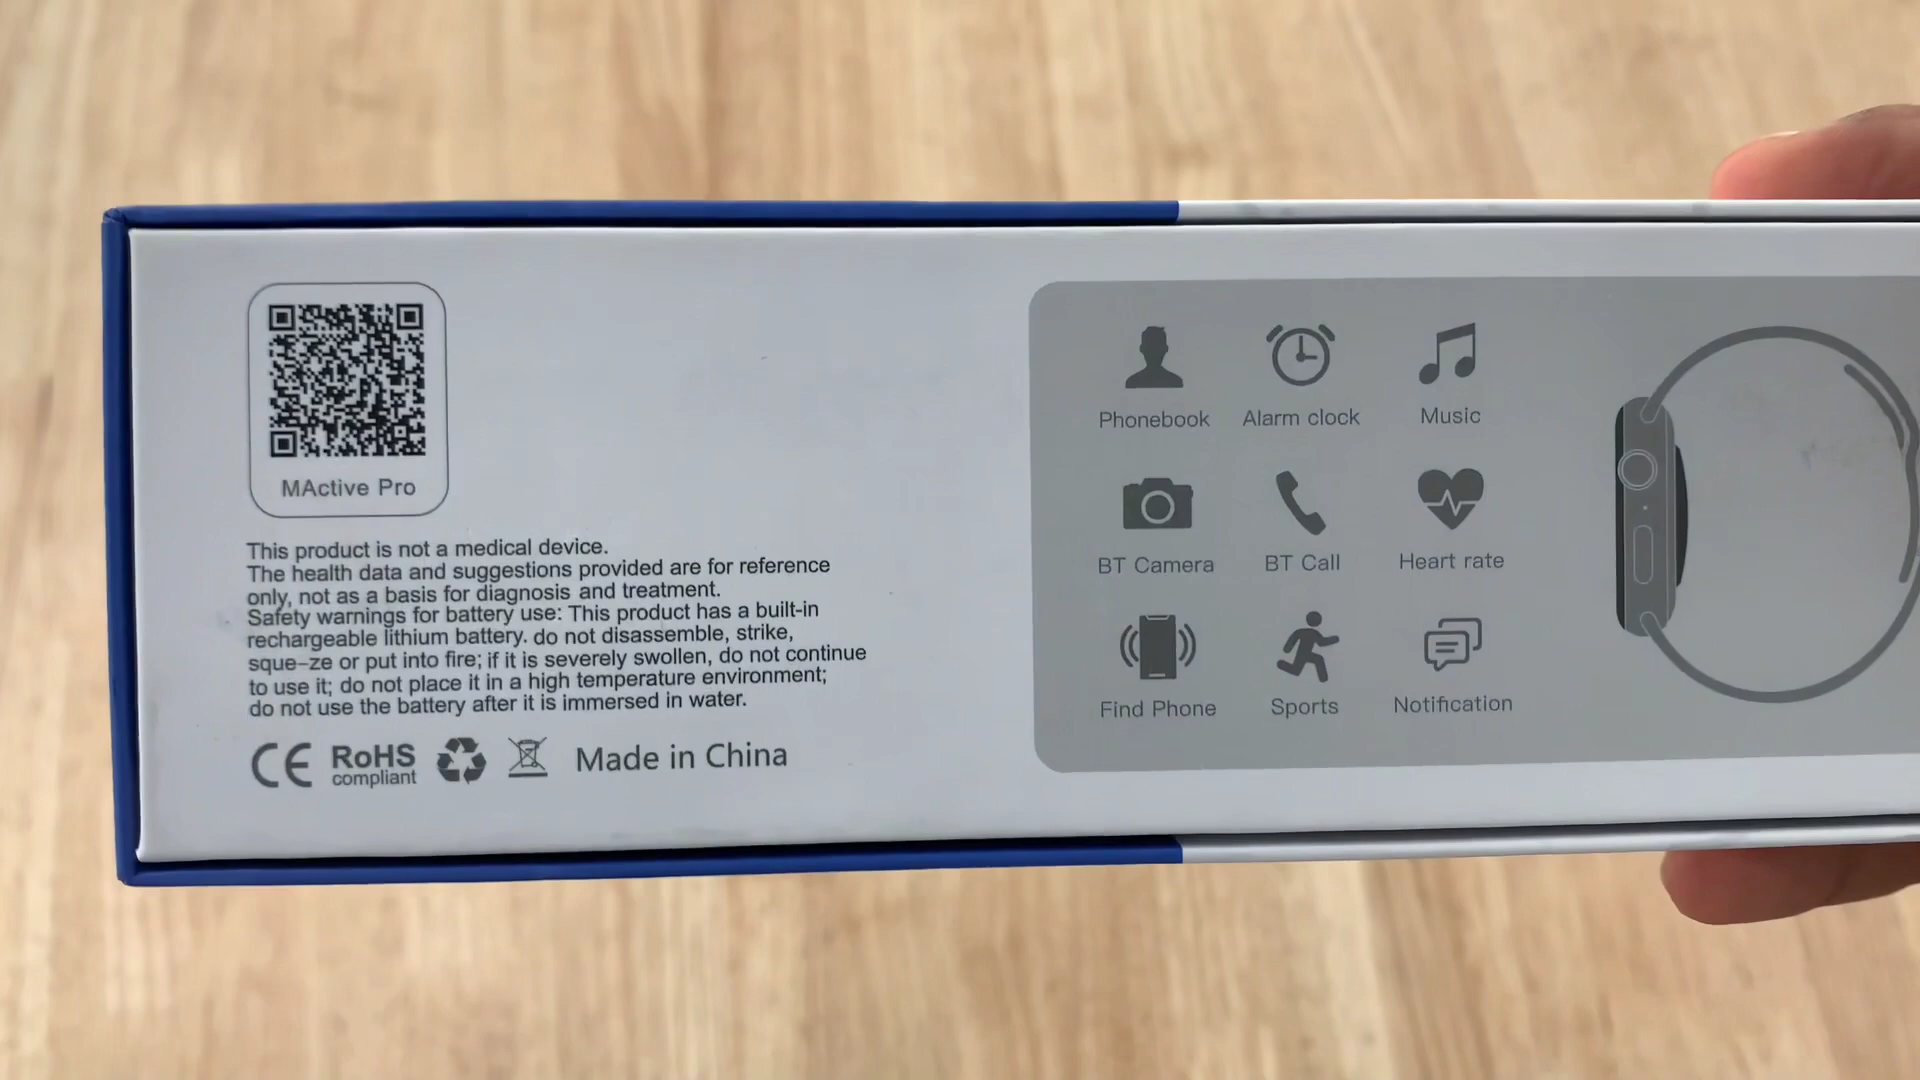 MActive Pro
This product is not a medical device.
The health data and suggestions provided are for reference
only, not as a basis for diagnosis and treatment.
Safety warnings for battery use: This product has a built-in
rechargeable lithium battery. do not disassemble, strike,
sque-ze or put into fire; if it is severely swollen, do not continue
to use it; do not place it in a high temperature environment;
do not use the battery after it is immersed in water.
CE RoHS compliant Made in China
Phonebook Alarm clock Music
BT Camera BT Call Heart rate
Find Phone Sports Notification